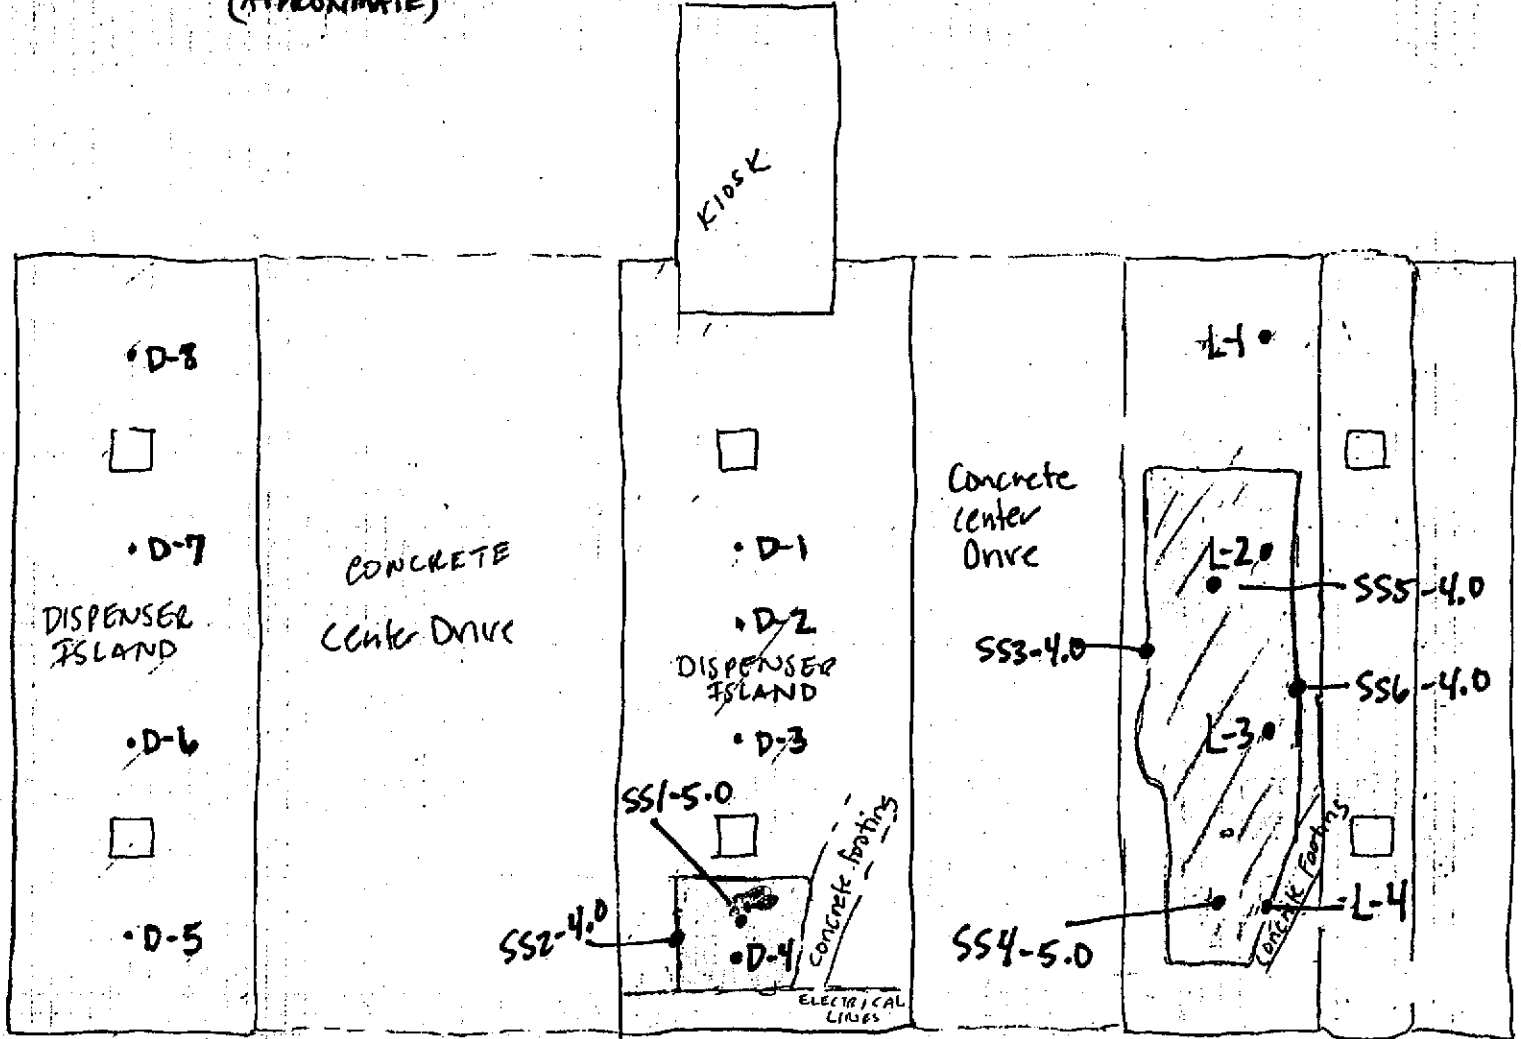 (APPROXIMATE)
KIOSK
D-8
L-1
D-7
CONCRETE
Center Drive
DISPENSER
ISLAND
D-1
D-2
DISPENSER
ISLAND
D-3
Concrete
Center
Drive
L-2
SS5-4.0
SS3-4.0
SS6-4.0
L-3
D-6
SS1-5.0
Concrete footing
Concrete Footing
D-5
SS2-4.0
D-4
SS4-5.0
L-4
ELECTRICAL
LINES